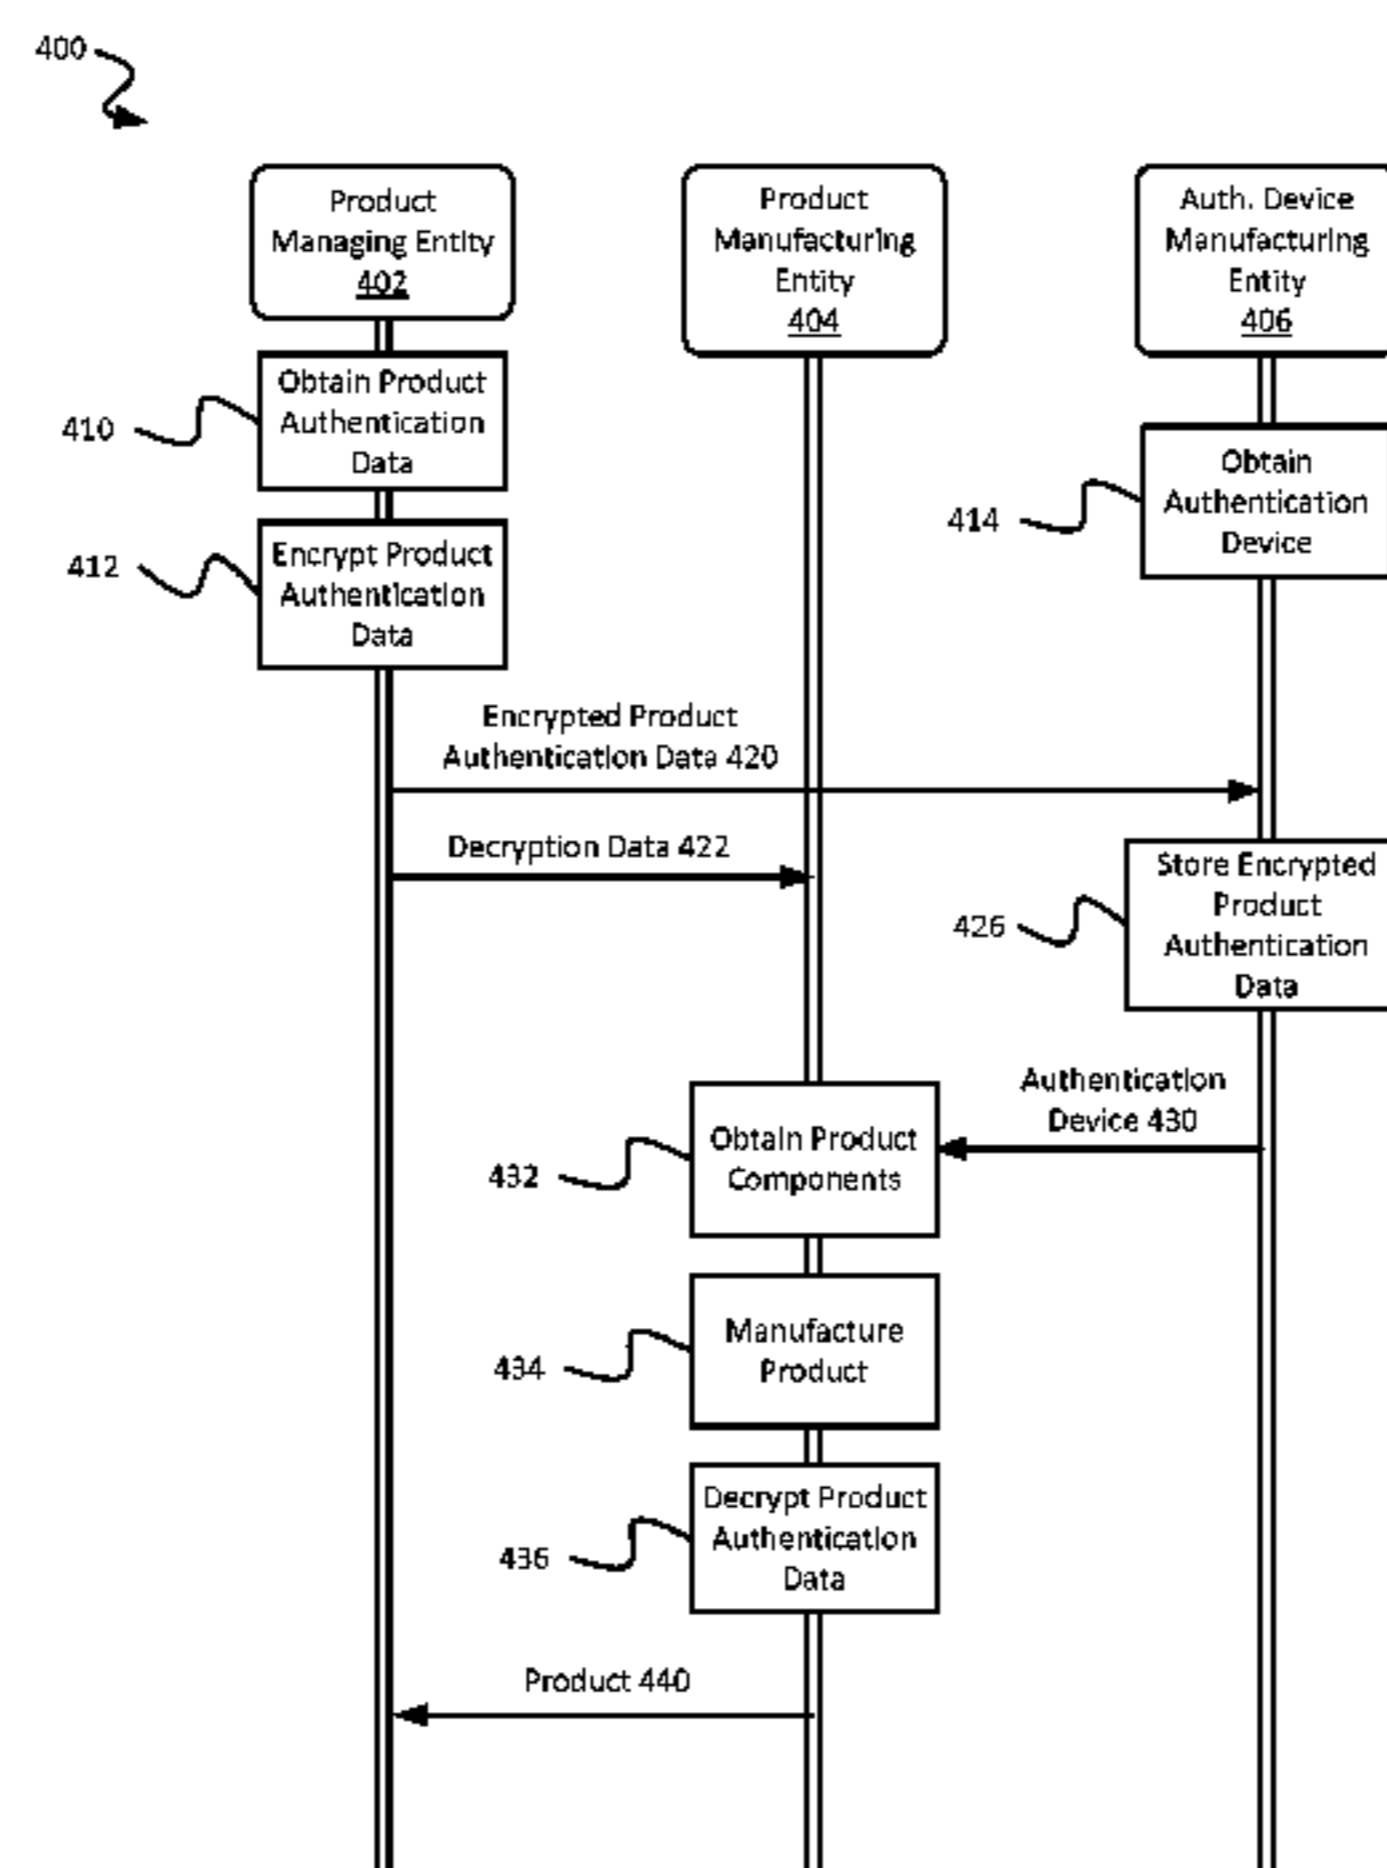 400
Product
Managing Entity
402
Product
Manufacturing
Entity
404
Auth. Device
Manufacturing
Entity
406
410
Obtain Product
Authentication
Data
412
Encrypt Product
Authentication
Data
414
Obtain
Authentication
Device
Encrypted Product
Authentication Data 420
Decryption Data 422
426
Store Encrypted
Product
Authentication
Data
Authentication
Device 430
432
Obtain Product
Components
434
Manufacture
Product
436
Decrypt Product
Authentication
Data
Product 440